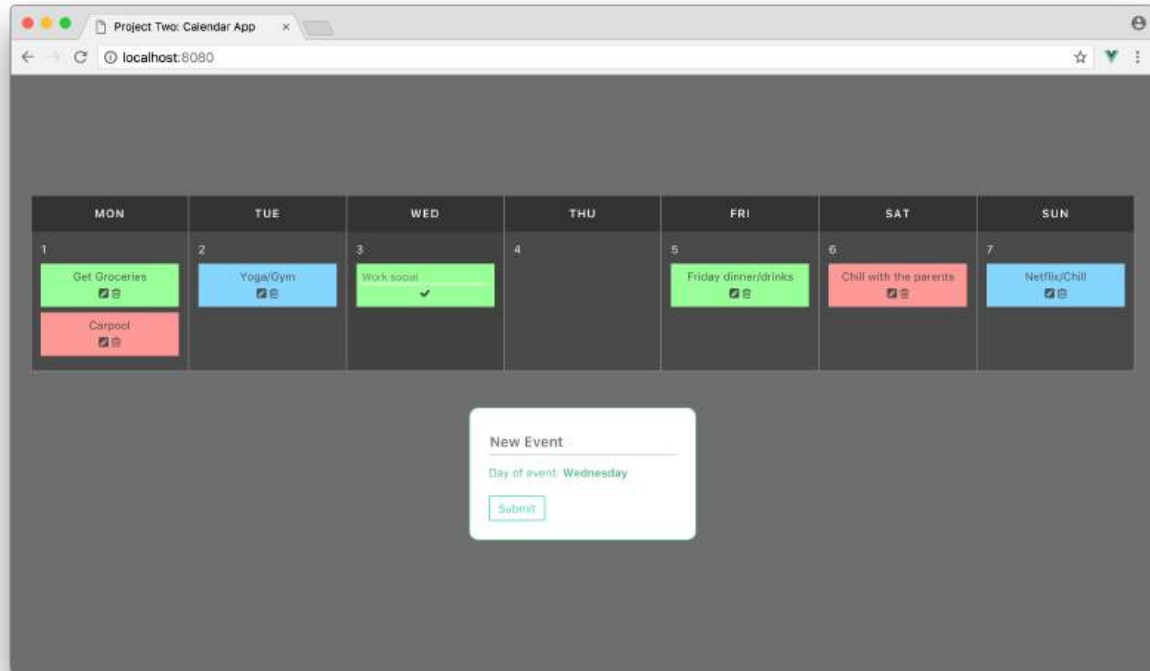 Project Two: Calendar App
localhost:8080
MON TUE WED THU FRI SAT SUN
1 2 3 4 5 6 7
Get Groceries Yoga/Gym Work social Friday dinner/drinks Chill with the parents Netflix/Chill
Carpool
New Event
Day of event: Wednesday
Submit